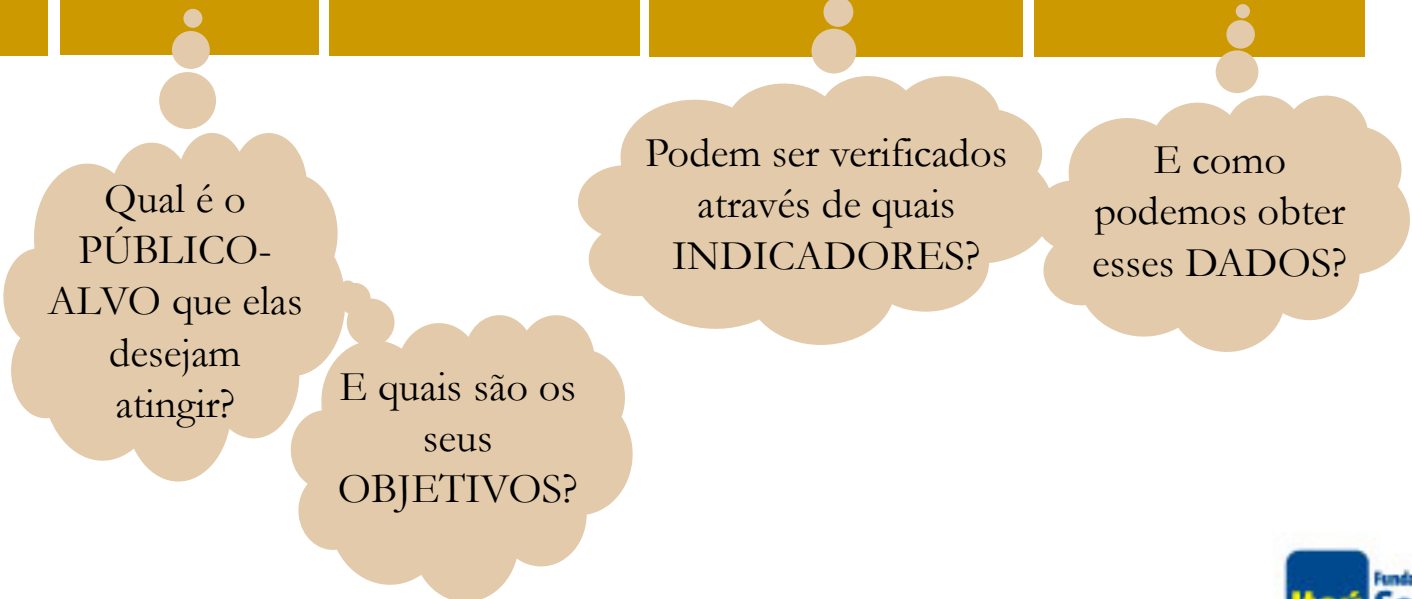 Qual é o
PÚBLICO-
ALVO que elas
desejam
atingir?
E quais são os
seus
OBJETIVOS?
Podem ser verificados
através de quais
INDICADORES?
E como
podemos obter
esses DADOS?